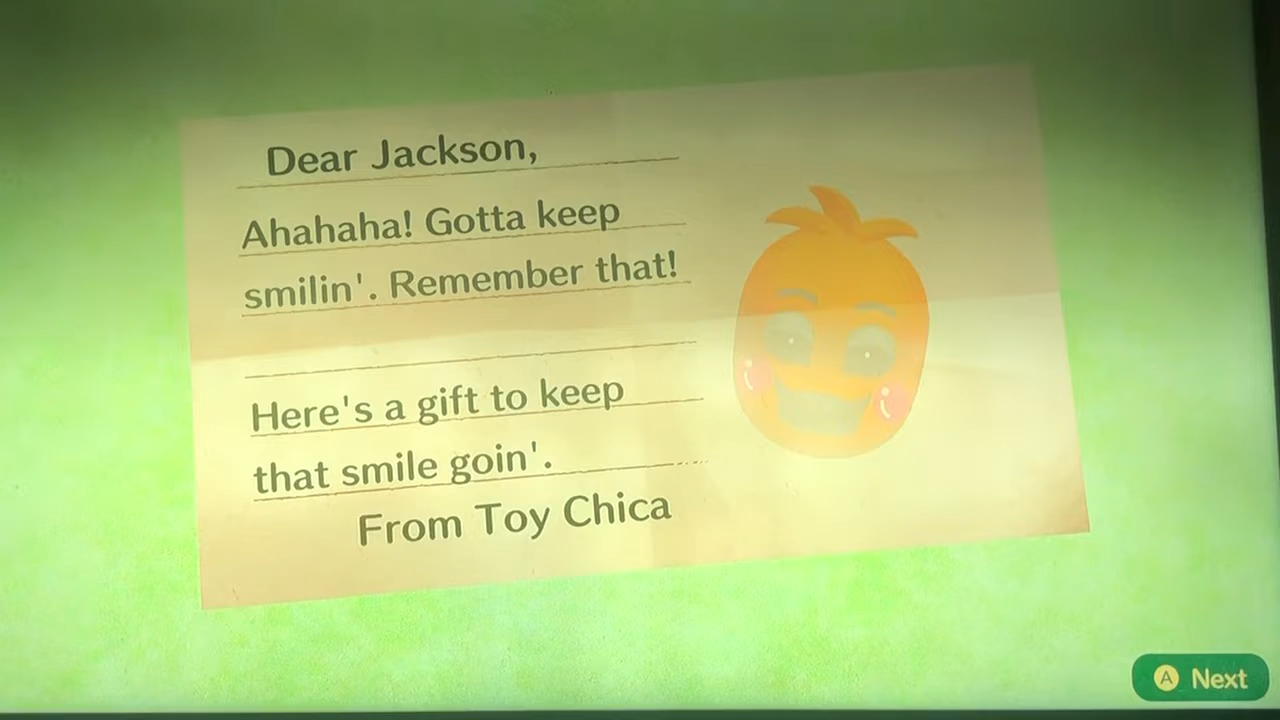 Dear Jackson,
Ahahaha! Gotta keep
smilin'. Remember that!
Here's a gift to keep
that smile goin'.
From Toy Chica
A Next